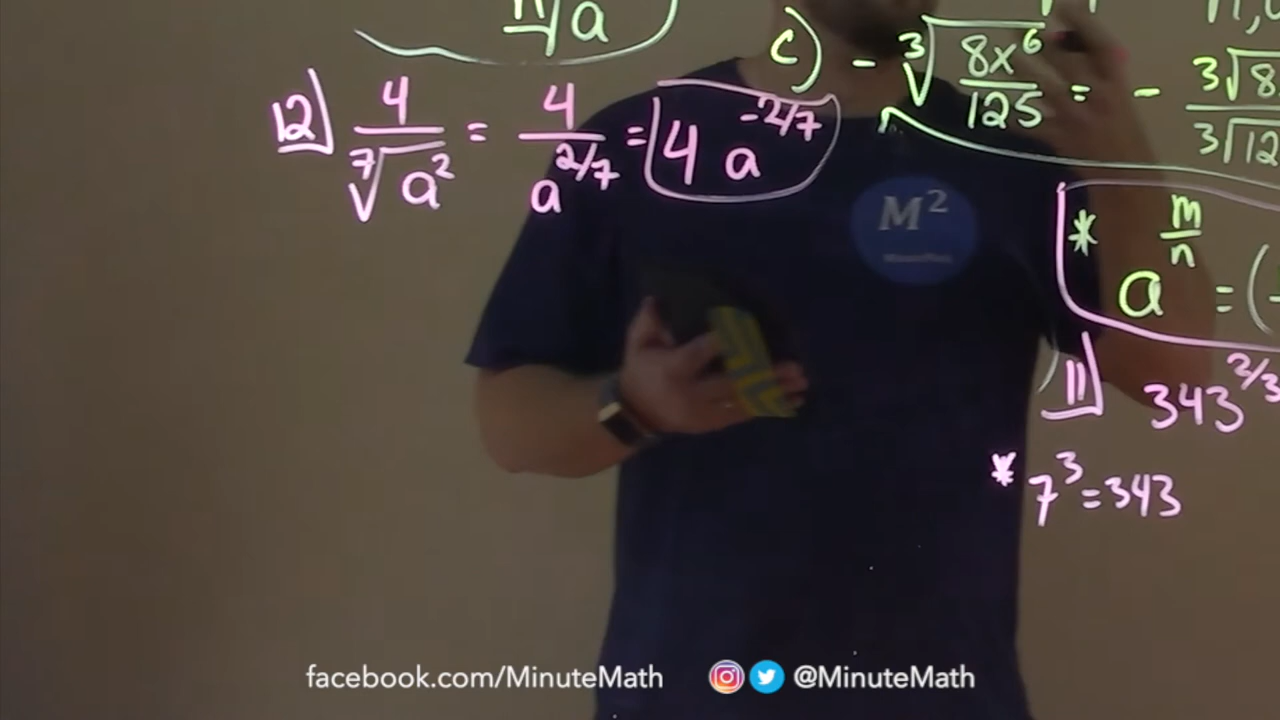 n/a
12] 4/⁷√a² = 4/a^2/7 = 4 a^-2/7
c) - ³√8x⁶/125 = - 3√8/3√12
* a^m/n = (
11 343^2/3
* 7³=343
M²
facebook.com/MinuteMath @MinuteMath